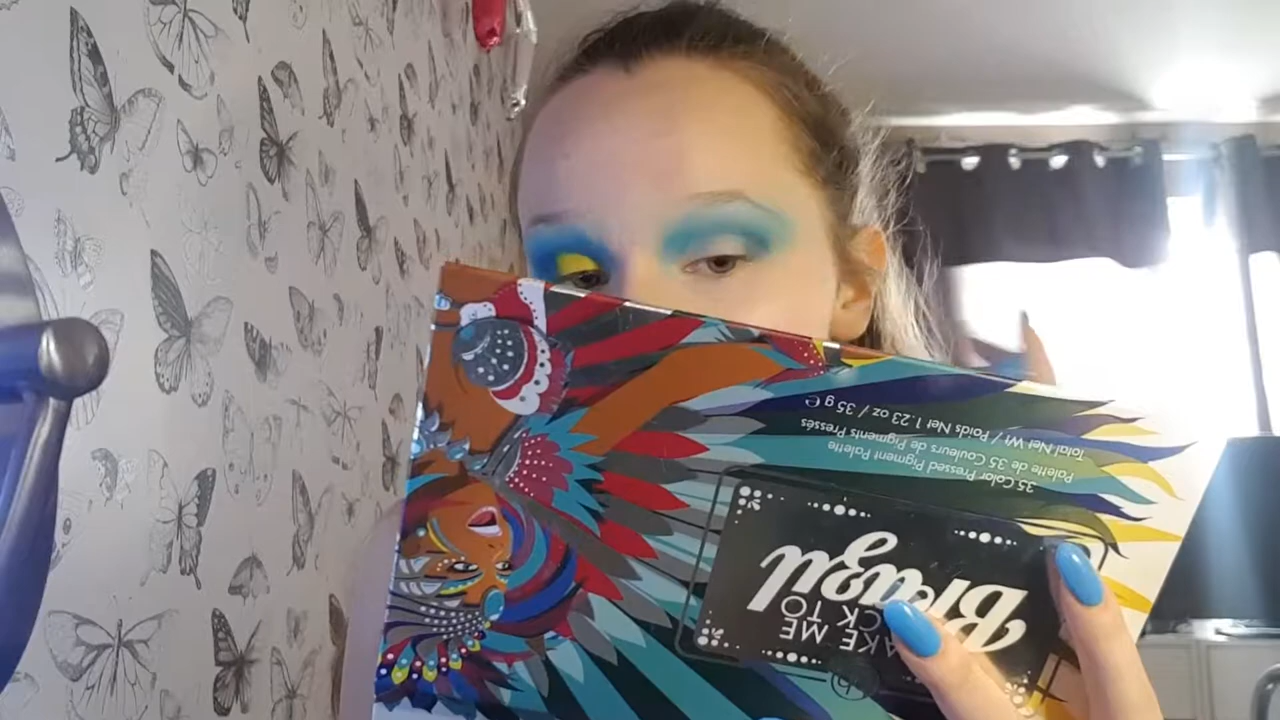 AKE ME
CK TO
Brazil
35 Color Pressed Pigment Palette
Palette de 35 Couleurs de Pigments Pressés
Total Net Wt / Poids Net 1.23 oz / 35 g ℮